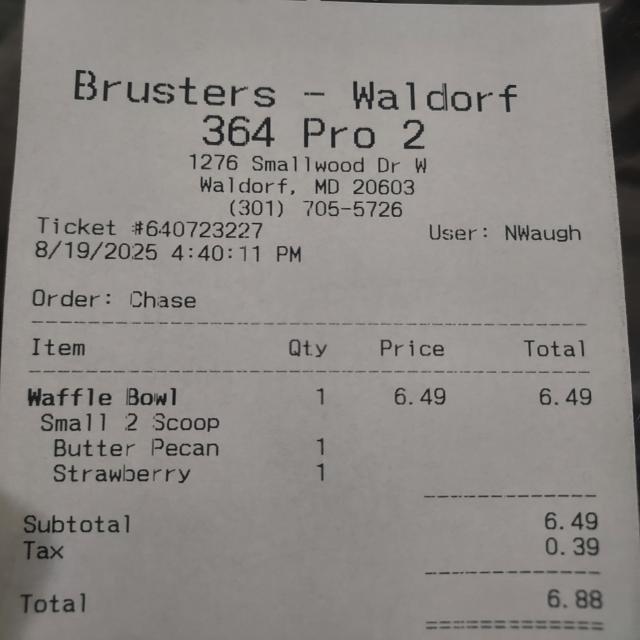 Brusters - Waldorf
364 Pro 2
1276 Smallwood Dr W
Waldorf, MD 20603
(301) 705-5726
Ticket #640723227 User: NWaugh
8/19/2025 4:40:11 PM
Order: Chase
Item Qty Price Total
Waffle Bowl 1 6.49 6.49
Small 2 Scoop
Butter Pecan 1
Strawberry 1
Subtotal 6.49
Tax 0.39
Total 6.88